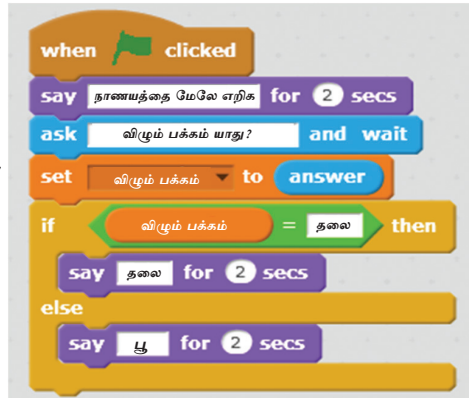 when clicked
say நாணயத்தை மேலே எறிக for 2 secs
ask விழும் பக்கம் யாது? and wait
set விழும் பக்கம் to answer
if விழும் பக்கம் = தலை then
say தலை for 2 secs
else
say பூ for 2 secs